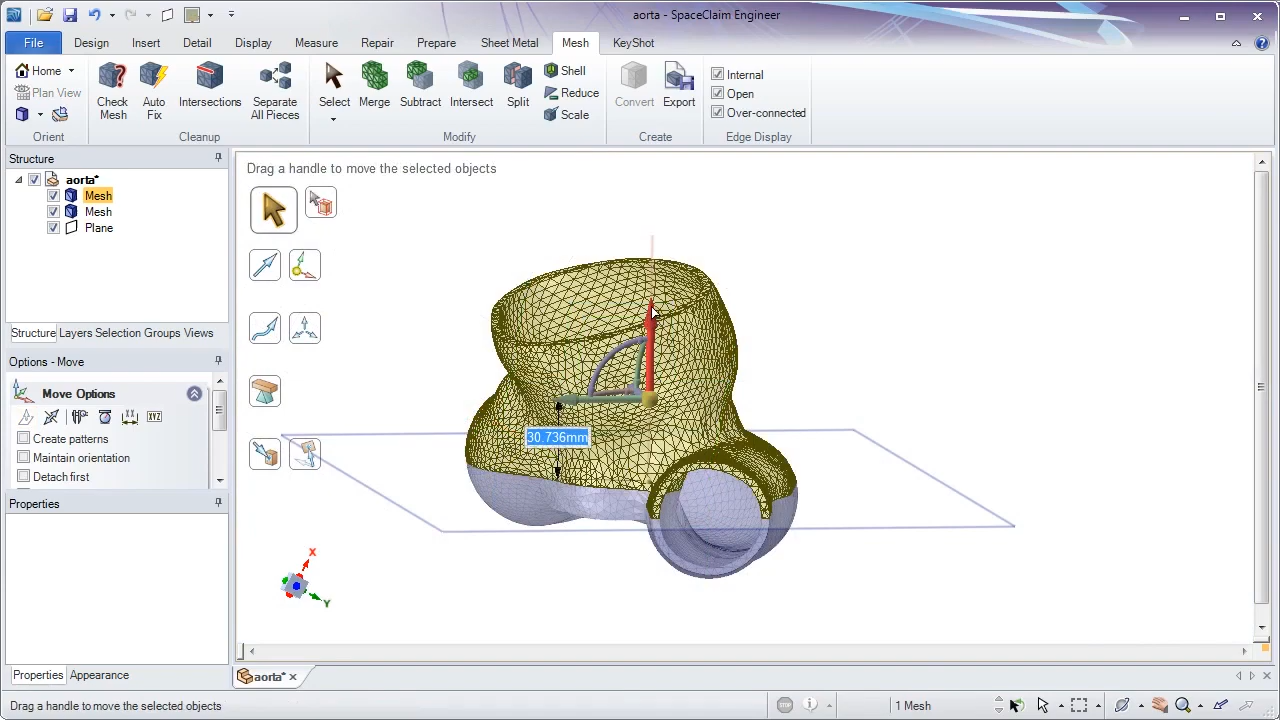 aorta - SpaceClaim Engineer
File Design Insert Detail Display Measure Repair Prepare Sheet Metal Mesh KeyShot
Home
Plan View
Orient
Check Mesh
Auto Fix
Intersections
Separate All Pieces
Cleanup
Select
Merge
Subtract
Intersect
Split
Shell
Reduce
Scale
Modify
Convert
Export
Create
Internal
Open
Over-connected
Edge Display
Structure
aorta*
Mesh
Mesh
Plane
Structure Layers Selection Groups Views
Options - Move
Move Options
XYZ
Create patterns
Maintain orientation
Detach first
Properties
Properties Appearance
Drag a handle to move the selected objects
30.736mm
X
Y
aorta*
Drag a handle to move the selected objects
1 Mesh